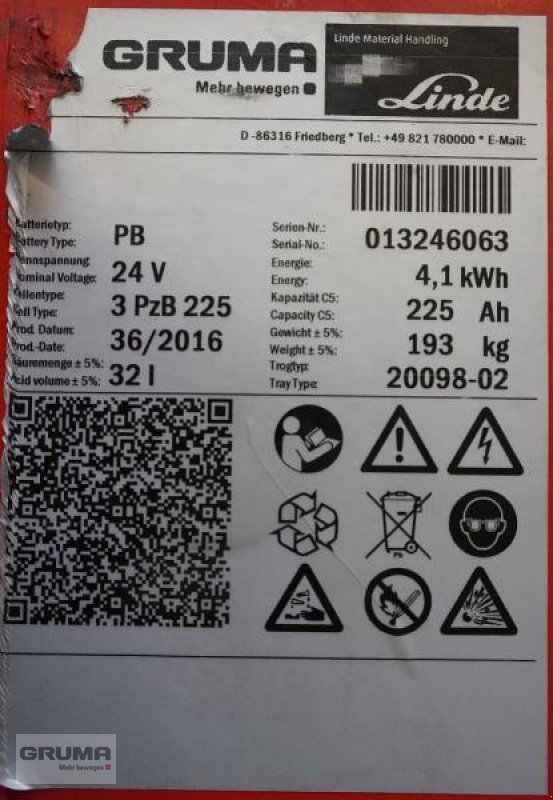 GRUMA
Mehr bewegen
Linde Material Handling
Linde
D-86316 Friedberg * Tel.: +49 821 780000 * E-Mail:
Batterietyp:
Battery Type: PB
Nennspannung:
Nominal Voltage: 24 V
Zellentype:
Cell Type: 3 PzB 225
Prod. Datum:
Prod.-Date: 36/2016
Säuremenge ± 5%:
Acid volume ± 5%: 32 l
Serien-Nr.:
Serial-No.: 013246063
Energie:
Energy: 4,1 kWh
Kapazität C5:
Capacity C5: 225 Ah
Gewicht ± 5%:
Weight ± 5%: 193 kg
Trogtyp:
Tray Type: 20098-02
Pb
GRUMA
Mehr bewegen